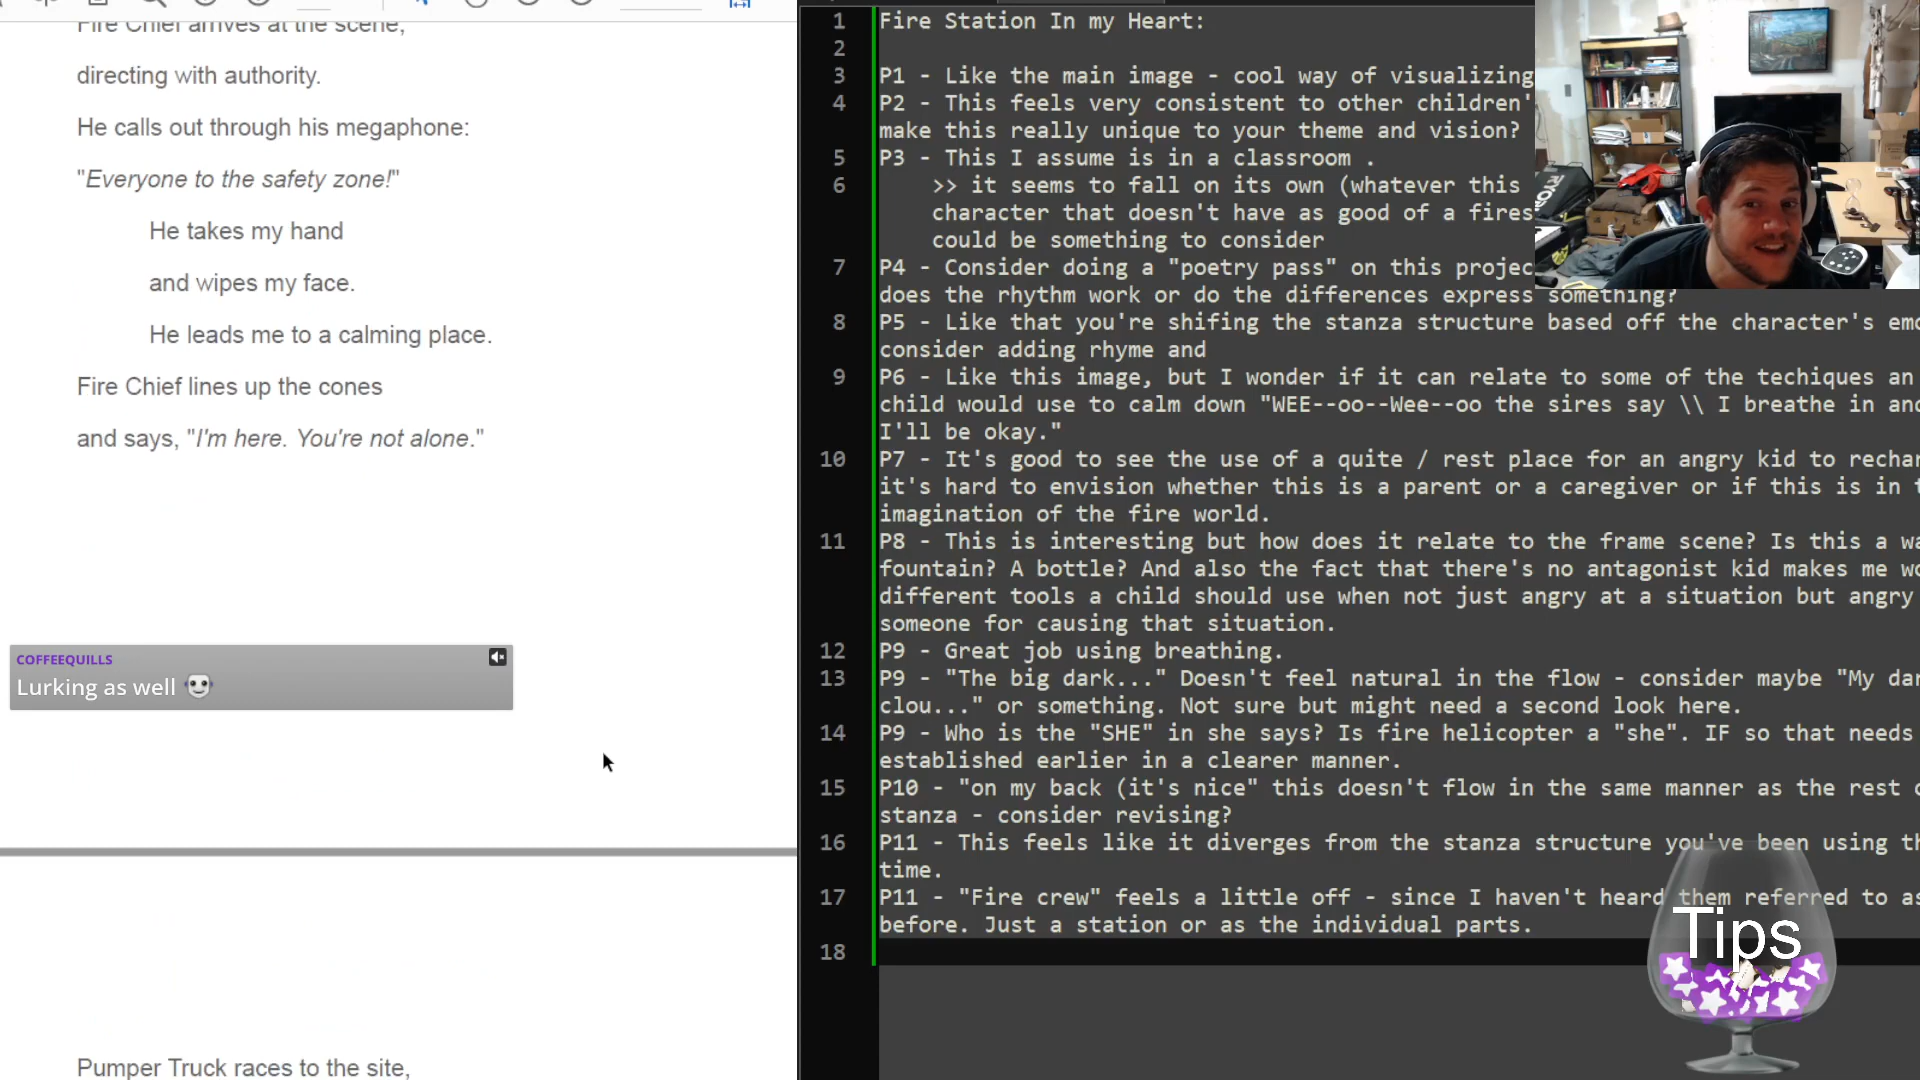 Fire Chief arrives at the scene,
directing with authority.
He calls out through his megaphone:
"Everyone to the safety zone!"
He takes my hand
and wipes my face.
He leads me to a calming place.
Fire Chief lines up the cones
and says, "I'm here. You're not alone."
COFFEEQUILLS
Lurking as well
Pumper Truck races to the site,
1 Fire Station In my Heart:
2
3 P1 - Like the main image - cool way of visualizing
4 P2 - This feels very consistent to other children'
make this really unique to your theme and vision?
5 P3 - This I assume is in a classroom .
6 >> it seems to fall on its own (whatever this
character that doesn't have as good of a fires
could be something to consider
7 P4 - Consider doing a "poetry pass" on this projec
does the rhythm work or do the differences express something?
8 P5 - Like that you're shifing the stanza structure based off the character's emo
consider adding rhyme and
9 P6 - Like this image, but I wonder if it can relate to some of the techiques an
child would use to calm down "WEE--oo--Wee--oo the sires say \\ I breathe in and
I'll be okay."
10 P7 - It's good to see the use of a quite / rest place for an angry kid to rechar
it's hard to envision whether this is a parent or a caregiver or if this is in t
imagination of the fire world.
11 P8 - This is interesting but how does it relate to the frame scene? Is this a wa
fountain? A bottle? And also the fact that there's no antagonist kid makes me wo
different tools a child should use when not just angry at a situation but angry
someone for causing that situation.
12 P9 - Great job using breathing.
13 P9 - "The big dark..." Doesn't feel natural in the flow - consider maybe "My dar
clou..." or something. Not sure but might need a second look here.
14 P9 - Who is the "SHE" in she says? Is fire helicopter a "she". IF so that needs
established earlier in a clearer manner.
15 P10 - "on my back (it's nice" this doesn't flow in the same manner as the rest o
stanza - consider revising?
16 P11 - This feels like it diverges from the stanza structure you've been using th
time.
17 P11 - "Fire crew" feels a little off - since I haven't heard them referred to as
before. Just a station or as the individual parts.
18
Tips